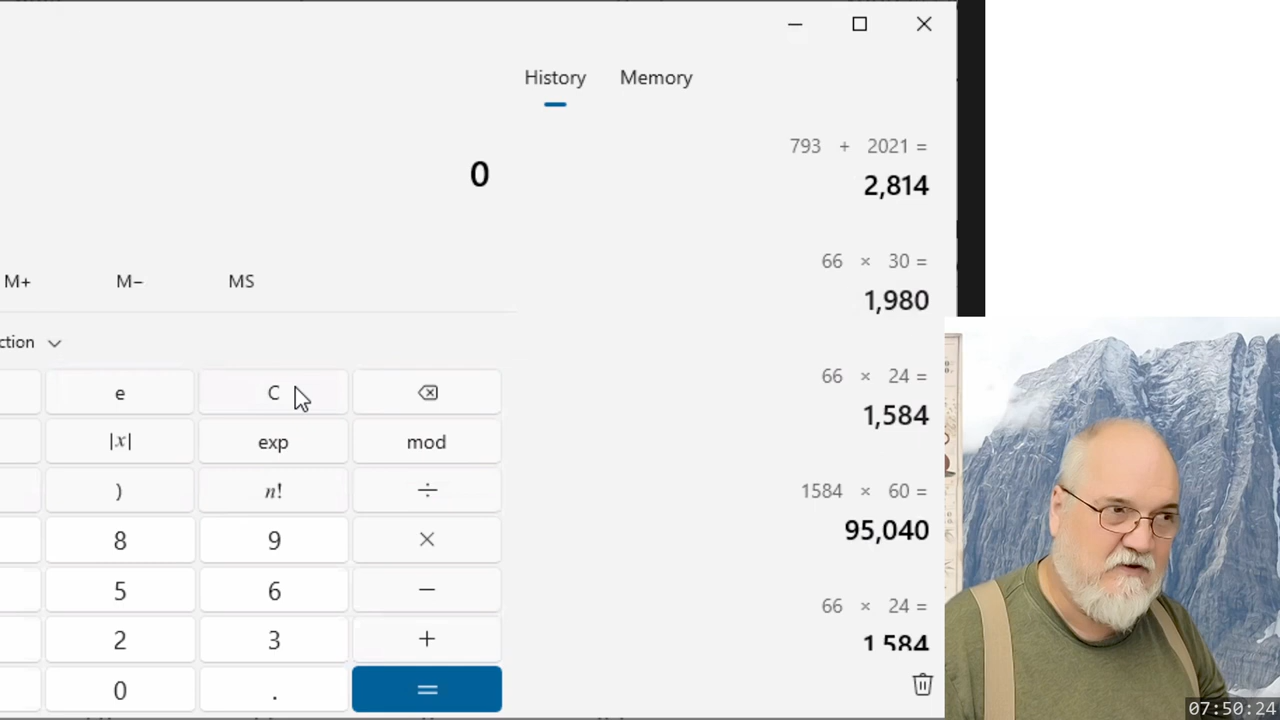 History Memory
793 + 2021 =
2,814
0
66 × 30 =
1,980
M+ M− MS
ction
66 × 24 =
1,584
e C
|x| exp mod
) n! ÷
1584 × 60 =
95,040
8 9 ×
5 6 −
66 × 24 =
1,584
2 3 +
0 . =
07:50:24